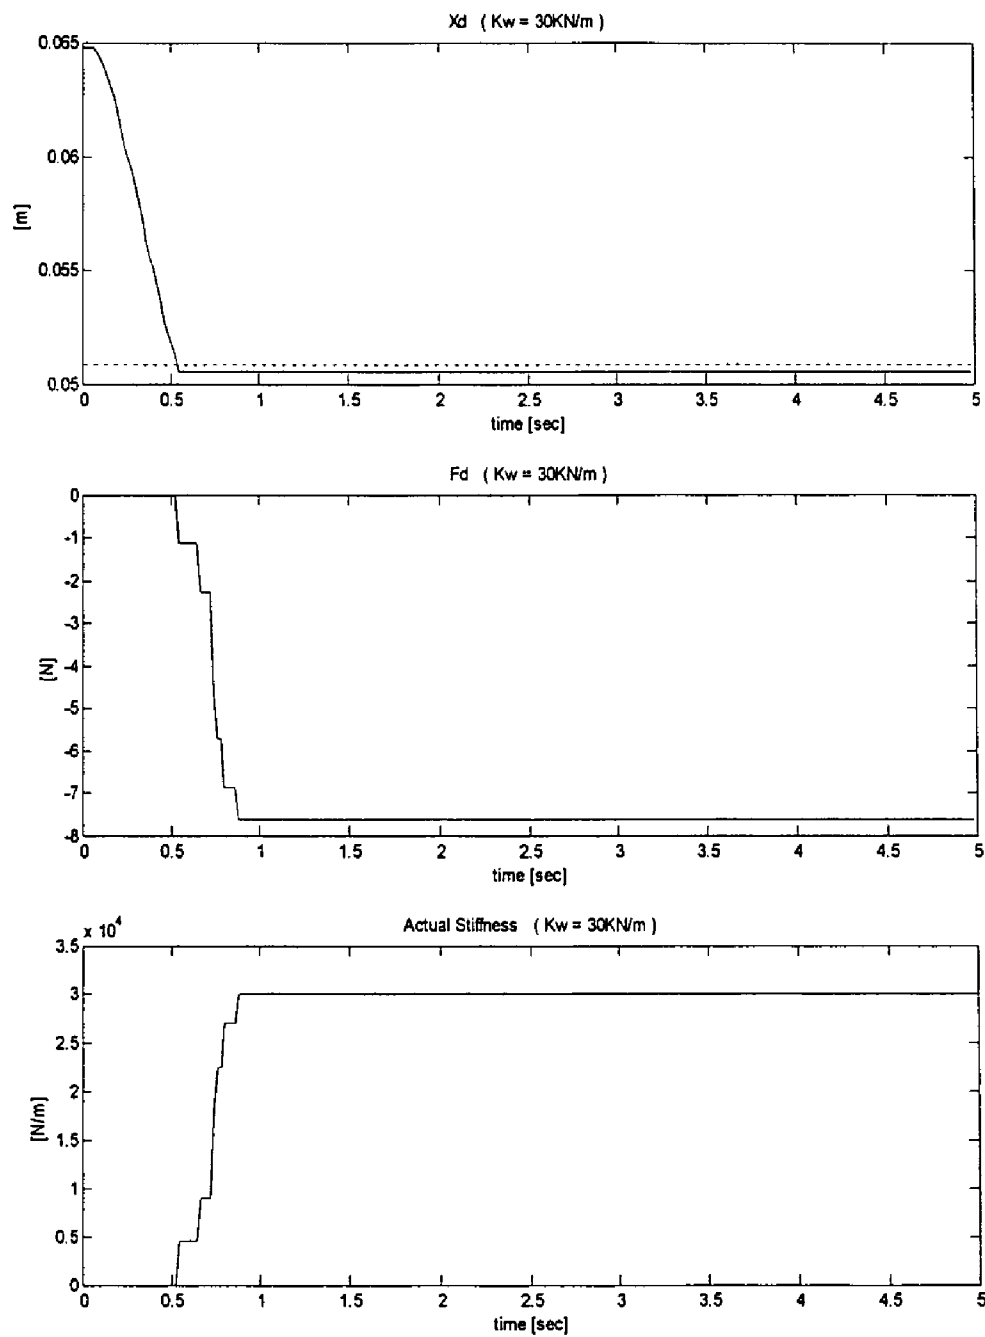 Xd ( Kw = 30KN/m )
0.065
0.06
0.055
0.05
[m]
0 0.5 1 1.5 2 2.5 3 3.5 4 4.5 5
time [sec]
Fd ( Kw = 30KN/m )
0
-1
-2
-3
-4
-5
-6
-7
-8
[N]
0 0.5 1 1.5 2 2.5 3 3.5 4 4.5 5
time [sec]
x 10^4
Actual Stiffness ( Kw = 30KN/m )
3.5
3
2.5
2
1.5
1
0.5
0
[N/m]
0 0.5 1 1.5 2 2.5 3 3.5 4 4.5 5
time [sec]